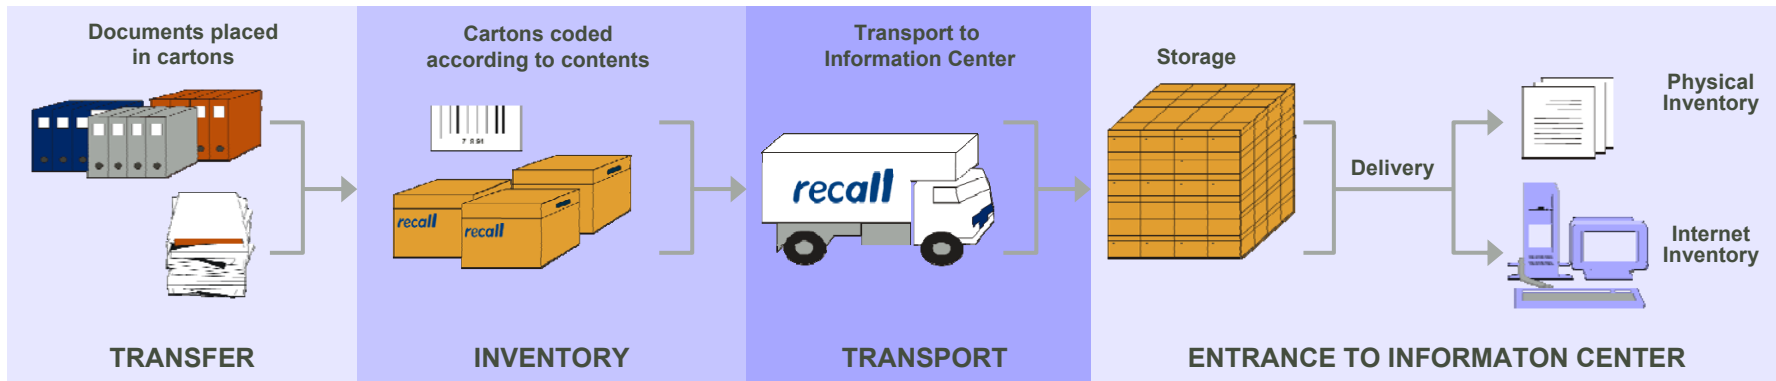 Documents placed
in cartons
TRANSFER
Cartons coded
according to contents
recall
recall
INVENTORY
Transport to
Information Center
recall
TRANSPORT
Storage
Delivery
Physical
Inventory
Internet
Inventory
ENTRANCE TO INFORMATON CENTER